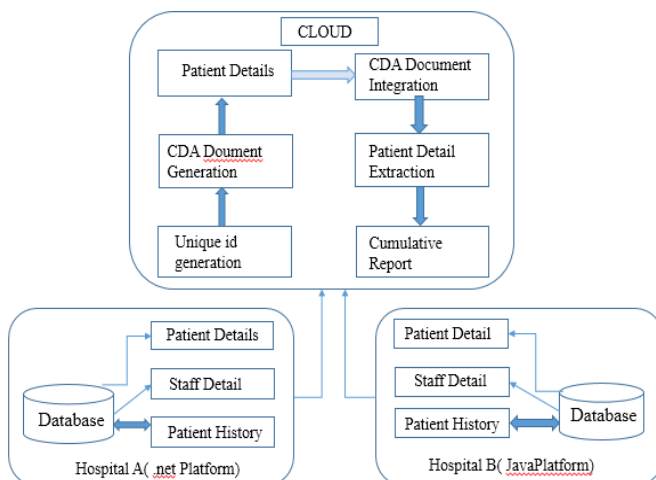 CLOUD
Patient Details
CDA Document
Integration
CDA Doument
Generation
Patient Detail
Extraction
Unique id
generation
Cumulative
Report
Patient Details
Staff Detail
Database
Patient History
Hospital A( .net Platform)
Patient Detail
Staff Detail
Database
Patient History
Hospital B( JavaPlatform)